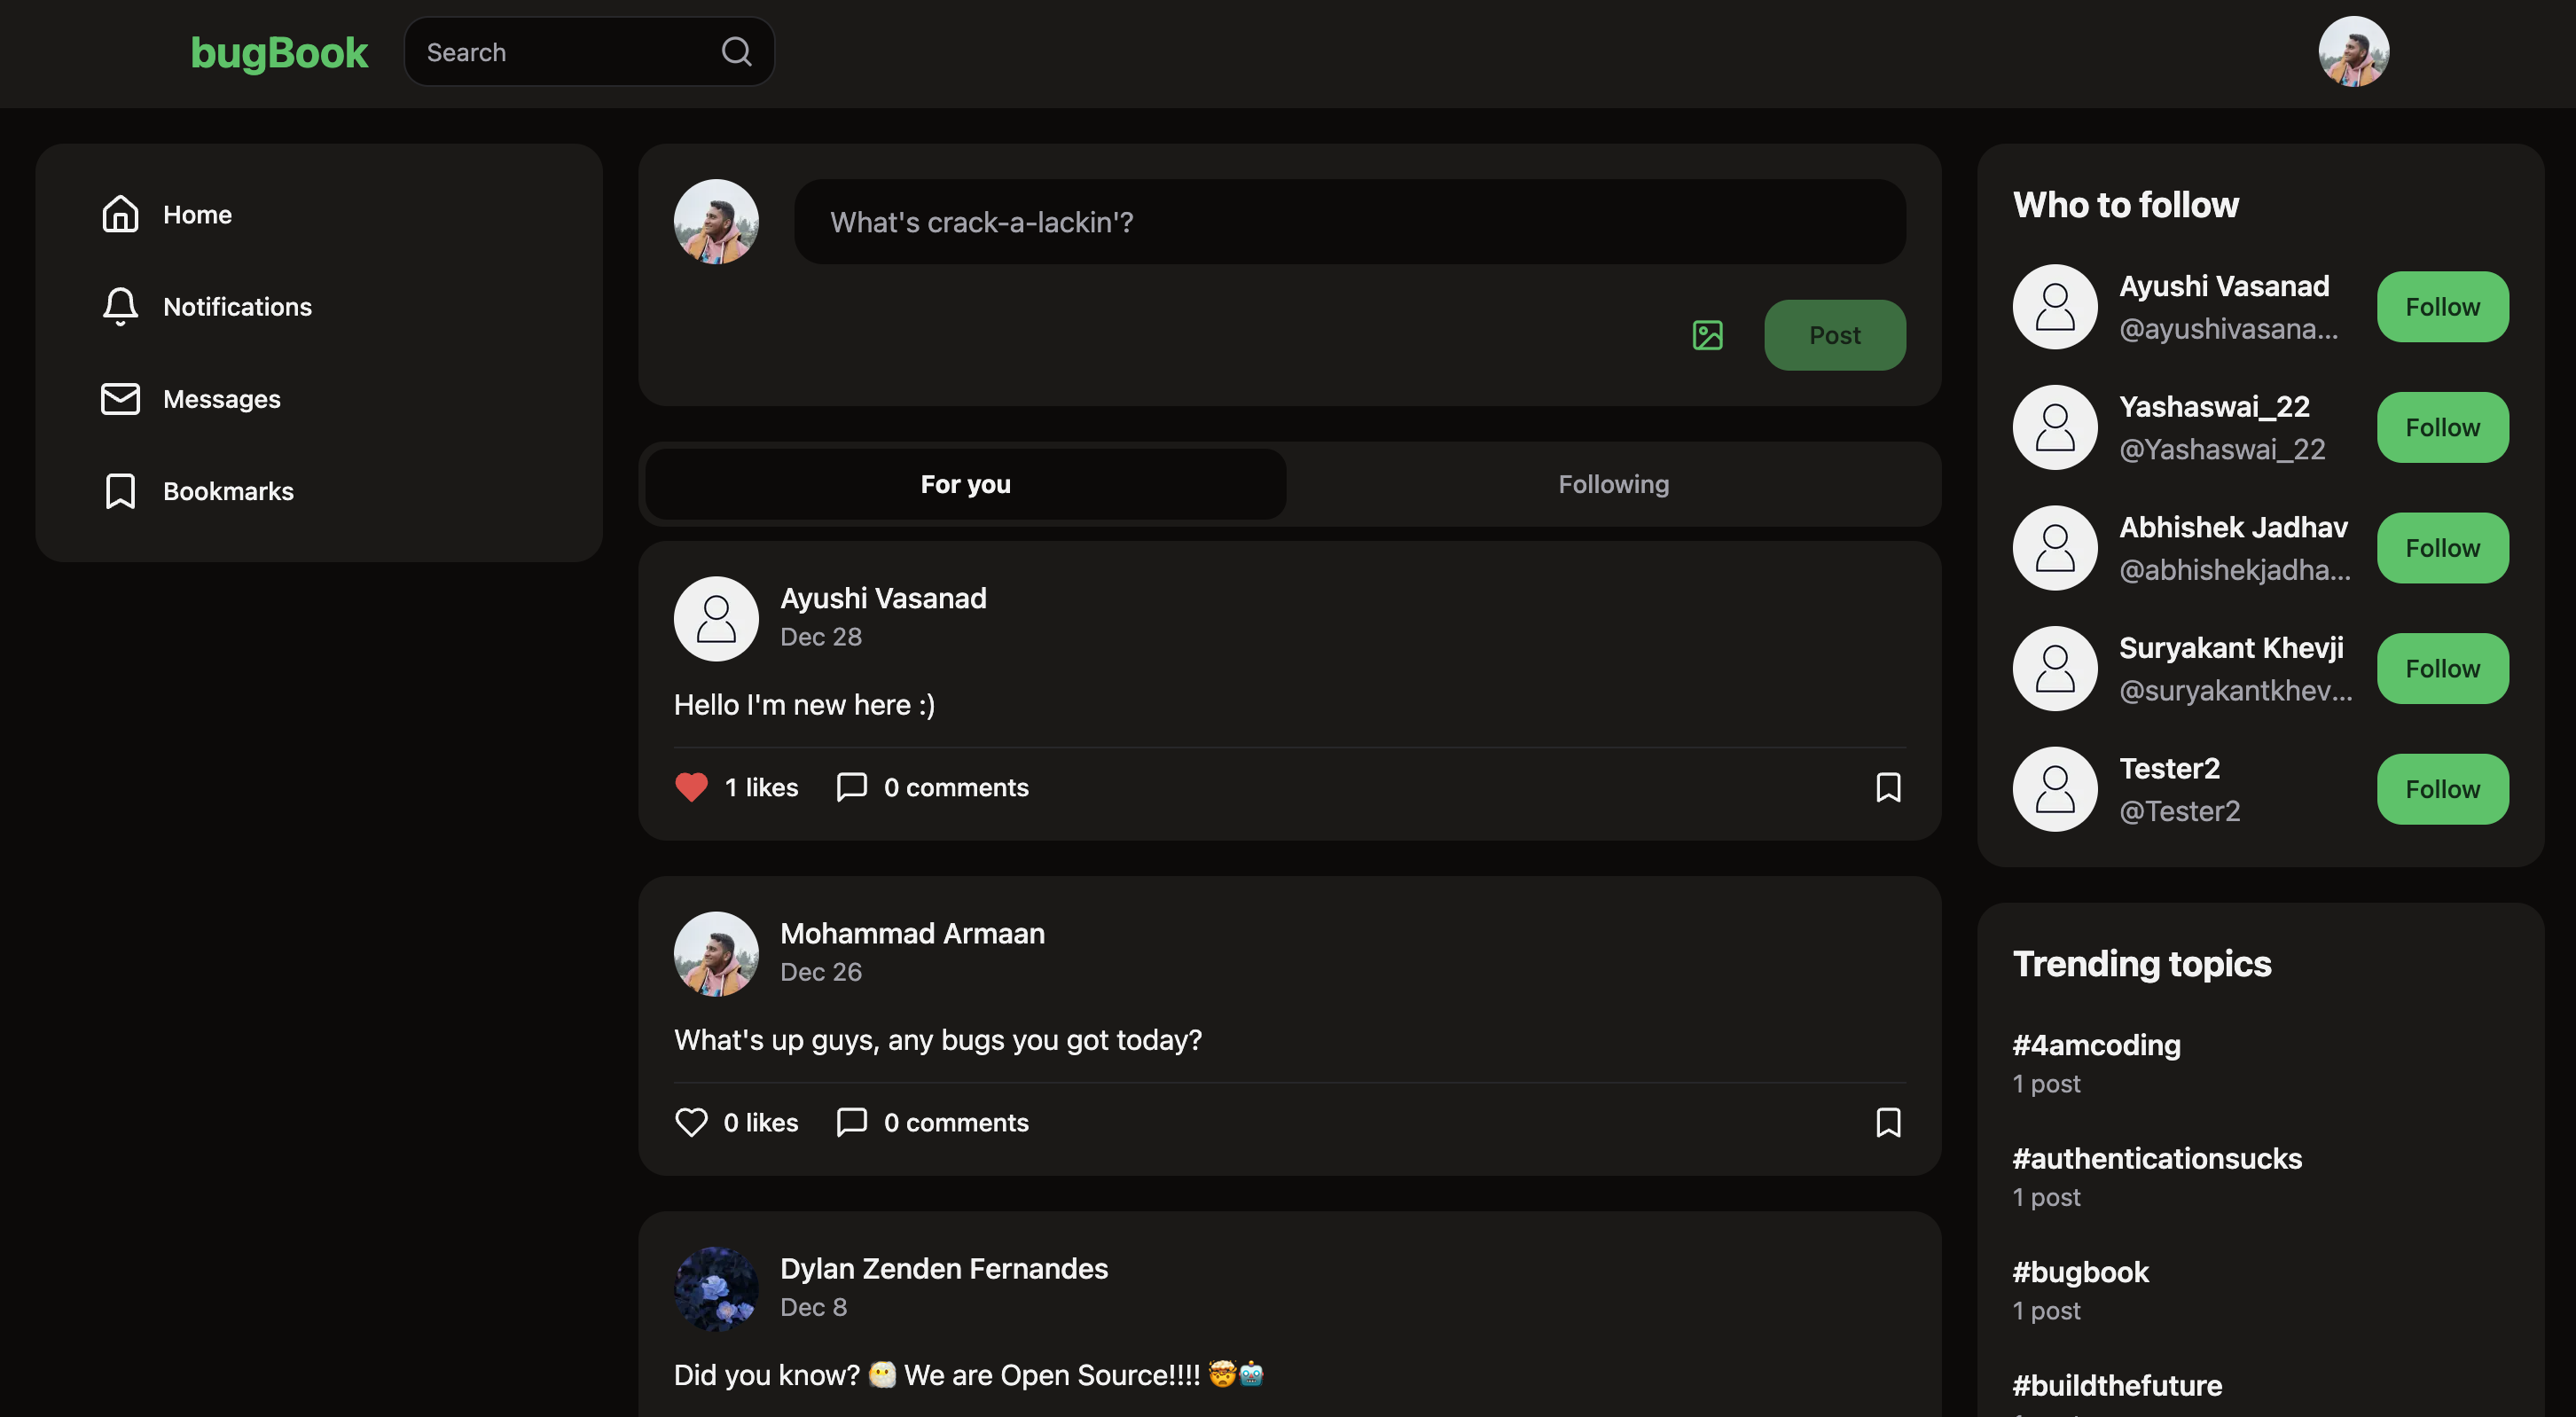 bugBook
Search
Home
Notifications
Messages
Bookmarks
What's crack-a-lackin'?
Post
For you
Following
Ayushi Vasanad
Dec 28
Hello I'm new here :)
1 likes
0 comments
Mohammad Armaan
Dec 26
What's up guys, any bugs you got today?
0 likes
0 comments
Dylan Zenden Fernandes
Dec 8
Did you know? 😶 We are Open Source!!!! 🤯🤖
Who to follow
Ayushi Vasanad
@ayushivasana...
Follow
Yashaswai_22
@Yashaswai_22
Follow
Abhishek Jadhav
@abhishekjadha...
Follow
Suryakant Khevji
@suryakantkhev...
Follow
Tester2
@Tester2
Follow
Trending topics
#4amcoding
1 post
#authenticationsucks
1 post
#bugbook
1 post
#buildthefuture